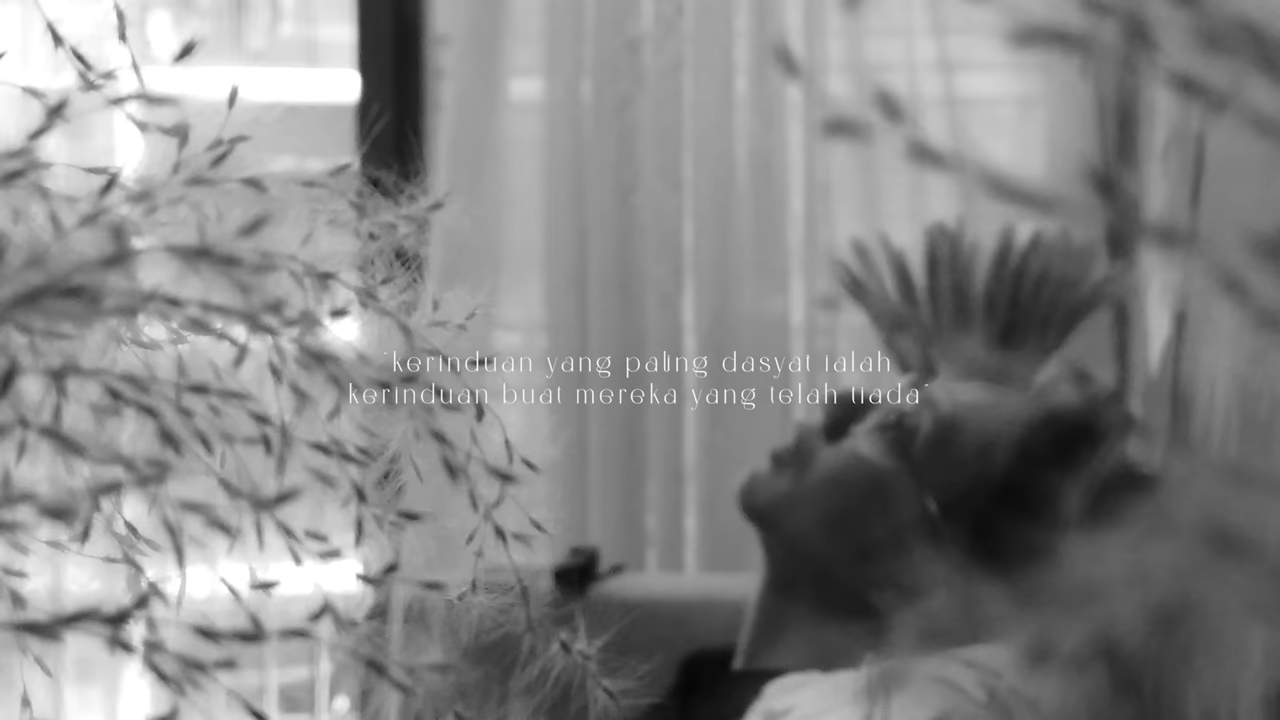 "kerinduan yang paling dasyat ialah
kerinduan buat mereka yang telah tiada"